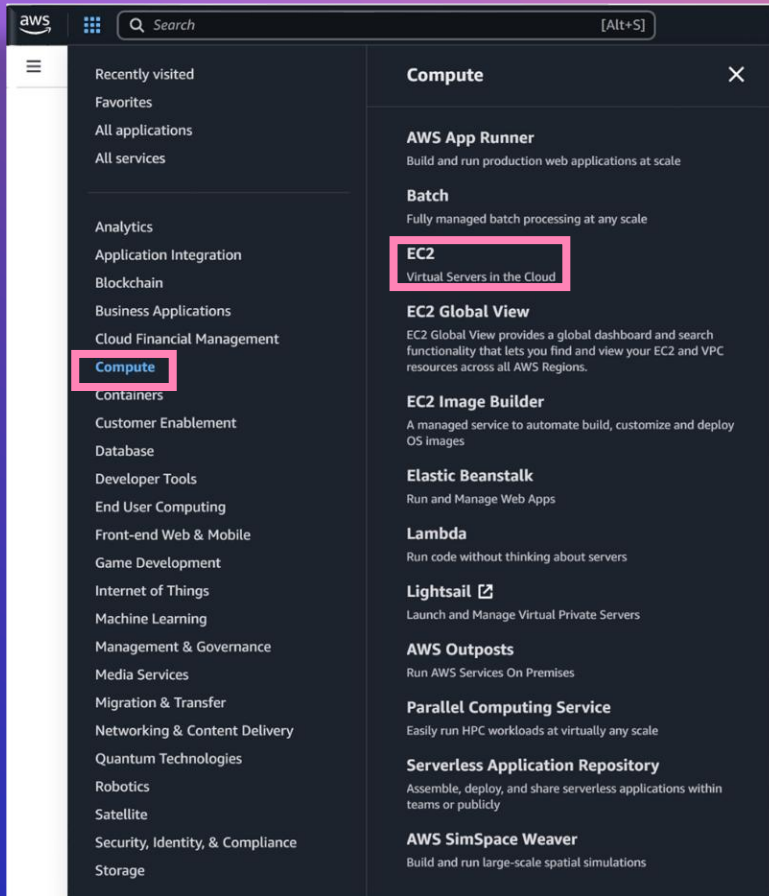 aws
Search
[Alt+S]
Recently visited
Favorites
All applications
All services
Analytics
Application Integration
Blockchain
Business Applications
Cloud Financial Management
Compute
Containers
Customer Enablement
Database
Developer Tools
End User Computing
Front-end Web & Mobile
Game Development
Internet of Things
Machine Learning
Management & Governance
Media Services
Migration & Transfer
Networking & Content Delivery
Quantum Technologies
Robotics
Satellite
Security, Identity, & Compliance
Storage
Compute
AWS App Runner
Build and run production web applications at scale
Batch
Fully managed batch processing at any scale
EC2
Virtual Servers in the Cloud
EC2 Global View
EC2 Global View provides a global dashboard and search
functionality that lets you find and view your EC2 and VPC
resources across all AWS Regions.
EC2 Image Builder
A managed service to automate build, customize and deploy
OS images
Elastic Beanstalk
Run and Manage Web Apps
Lambda
Run code without thinking about servers
Lightsail
Launch and Manage Virtual Private Servers
AWS Outposts
Run AWS Services On Premises
Parallel Computing Service
Easily run HPC workloads at virtually any scale
Serverless Application Repository
Assemble, deploy, and share serverless applications within
teams or publicly
AWS SimSpace Weaver
Build and run large-scale spatial simulations